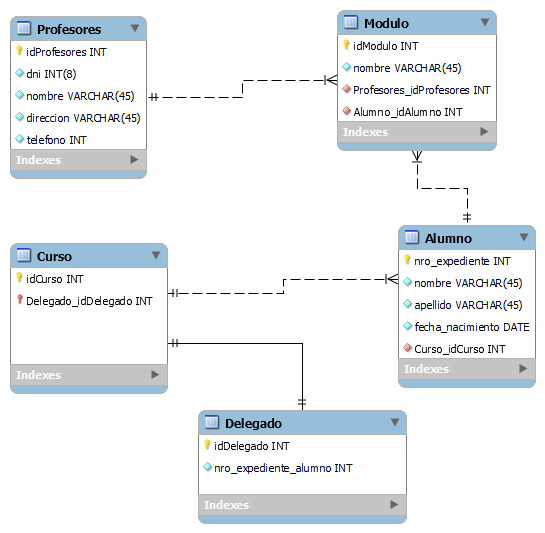 Profesores
idProfesores INT
dni INT(8)
nombre VARCHAR(45)
direccion VARCHAR(45)
telefono INT
Indexes
Modulo
idModulo INT
nombre VARCHAR(45)
Profesores_idProfesores INT
Alumno_idAlumno INT
Indexes
Curso
idCurso INT
Delegado_idDelegado INT
Indexes
Alumno
nro_expediente INT
nombre VARCHAR(45)
apellido VARCHAR(45)
fecha_nacimiento DATE
Curso_idCurso INT
Indexes
Delegado
idDelegado INT
nro_expediente_alumno INT
Indexes